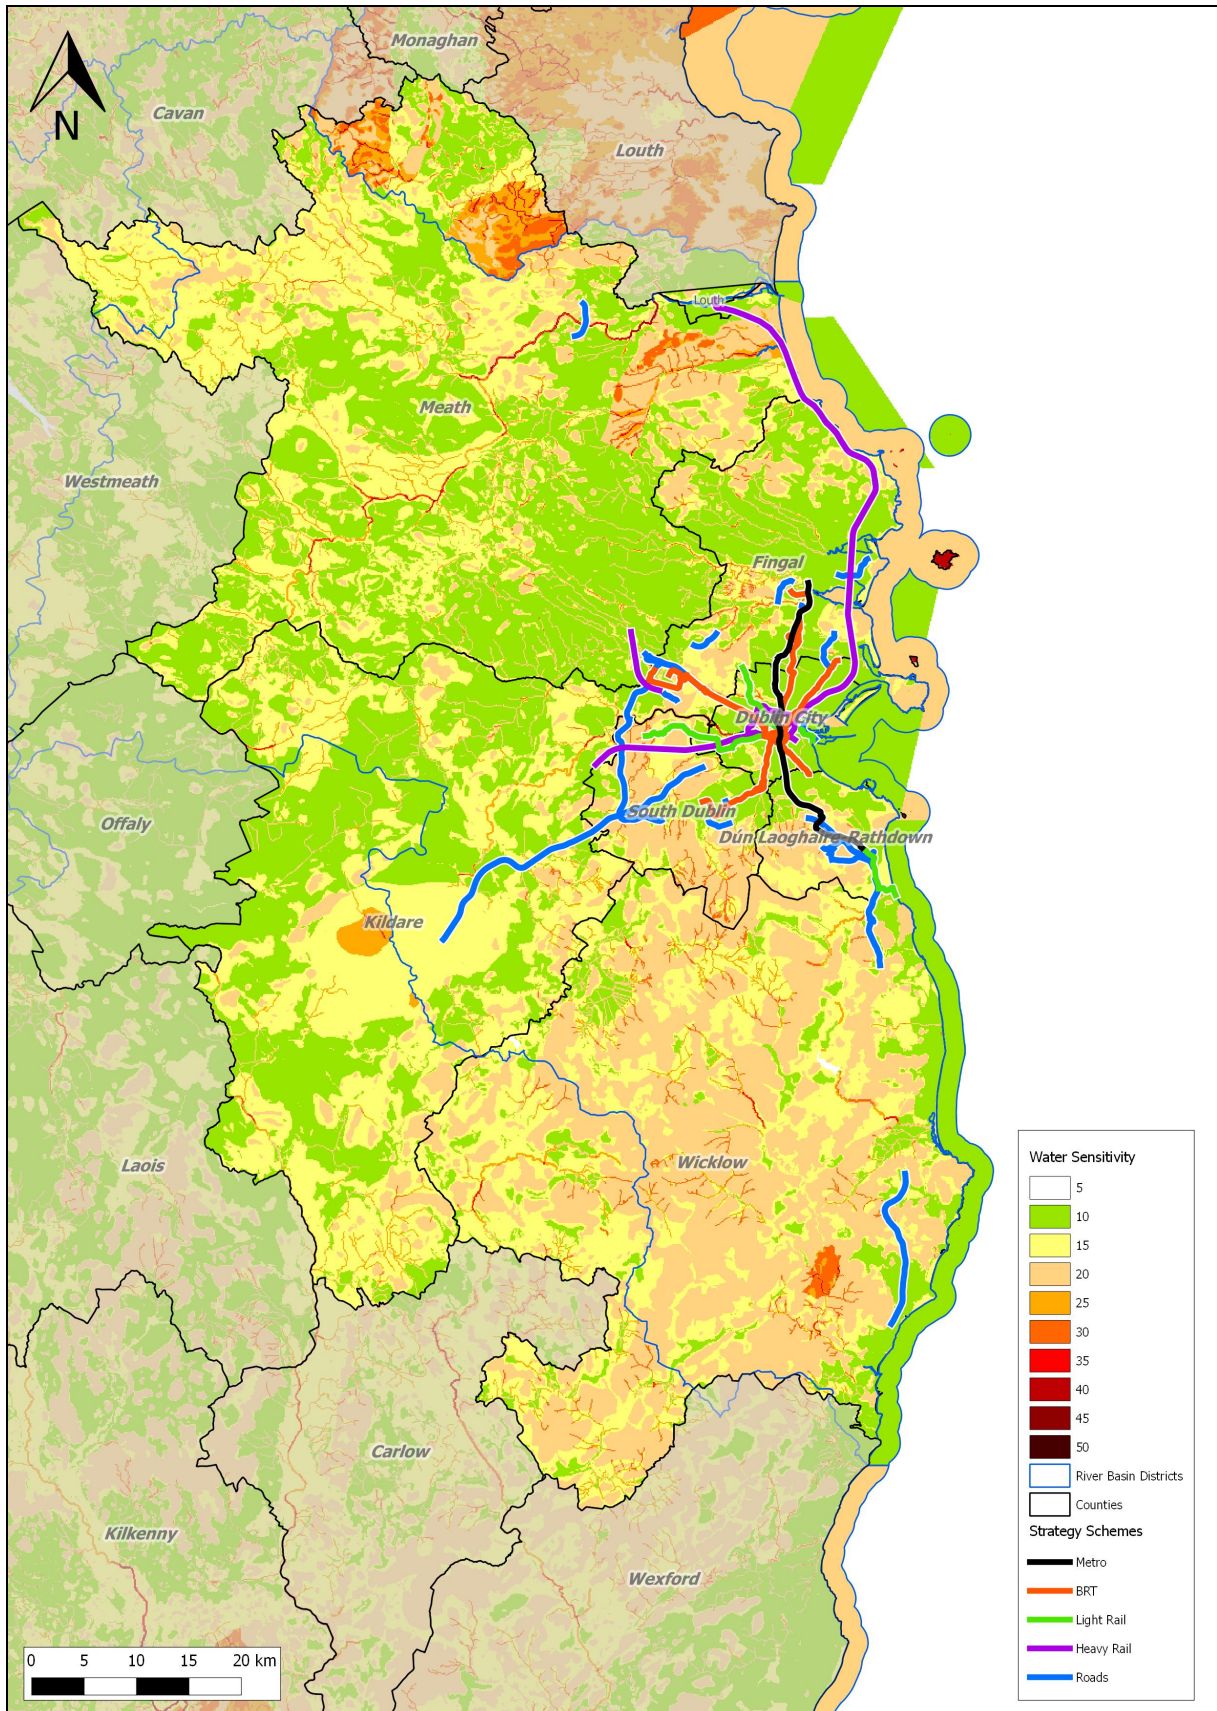 Monaghan
Cavan
N
Louth
Louth
Meath
Westmeath
Fingal
Dublin City
Offaly
South Dublin
Dún Laoghaire-Rathdown
Kildare
Laois
Wicklow
Carlow
Kilkenny
Wexford
Water Sensitivity
5
10
15
20
25
30
35
40
45
50
River Basin Districts
Counties
Strategy Schemes
Metro
BRT
Light Rail
Heavy Rail
Roads
0 5 10 15 20 km